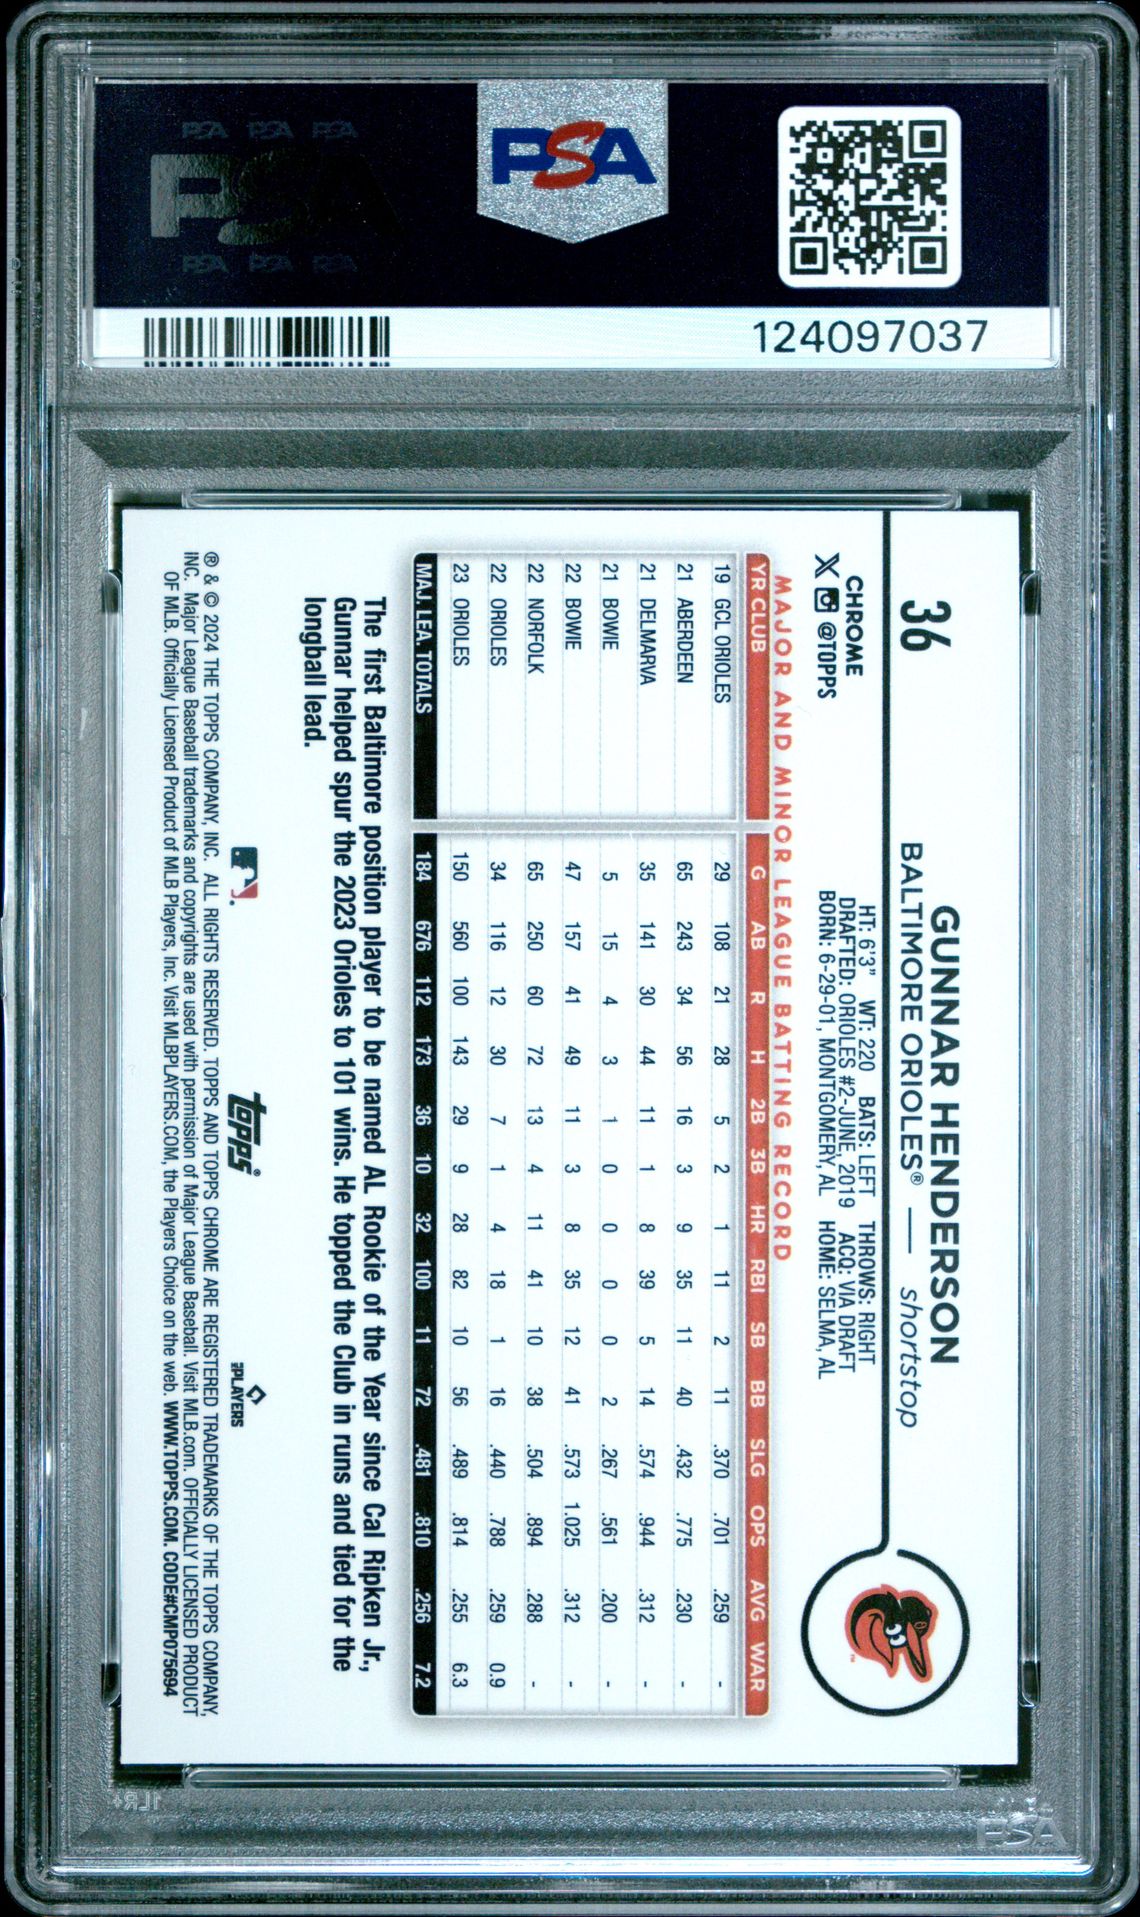 PSA PSA PSA
PSA
PSA PSA PSA
PSA
124097037
36
GUNNAR HENDERSON
BALTIMORE ORIOLES® — shortstop
CHROME
X @TOPPS
HT: 6'3" WT: 220 BATS: LEFT THROWS: RIGHT
DRAFTED: ORIOLES #2-JUNE, 2019 ACQ: VIA DRAFT
BORN: 6-29-01, MONTGOMERY, AL HOME: SELMA, AL
MAJOR AND MINOR LEAGUE BATTING RECORD
YR CLUB G AB R H 2B 3B HR RBI SB BB SLG OPS AVG WAR
19 GCL ORIOLES 29 108 21 28 5 2 1 11 2 11 .370 .701 .259 -
21 ABERDEEN 65 243 34 56 16 3 9 35 11 40 .432 .775 .230 -
21 DELMARVA 35 141 30 44 11 1 8 39 5 14 .574 .944 .312 -
21 BOWIE 5 15 4 3 1 0 0 0 0 2 .267 .561 .200 -
22 BOWIE 47 157 41 49 11 3 8 35 12 41 .573 1.025 .312 -
22 NORFOLK 65 250 60 72 13 4 11 41 10 38 .504 .894 .288 -
22 ORIOLES 34 116 12 30 7 1 4 18 1 16 .440 .788 .259 0.9
23 ORIOLES 150 560 100 143 29 9 28 82 10 56 .489 .814 .255 6.3
MAJ. LEA. TOTALS 184 676 112 173 36 10 32 100 11 72 .481 .810 .256 7.2
The first Baltimore position player to be named AL Rookie of the Year since Cal Ripken Jr.,
Gunnar helped spur the 2023 Orioles to 101 wins. He topped the Club in runs and tied for the
longball lead.
topps®
PLAYERS
® & © 2024 THE TOPPS COMPANY, INC. ALL RIGHTS RESERVED. TOPPS AND TOPPS CHROME ARE REGISTERED TRADEMARKS OF THE TOPPS COMPANY,
INC. Major League Baseball trademarks and copyrights are used with permission of Major League Baseball. Visit MLB.com. OFFICIALLY LICENSED PRODUCT
OF MLB. Officially Licensed Product of MLB Players, Inc. Visit MLBPLAYERS.COM, the Players Choice on the web. WWW.TOPPS.COM. CODE#CMP075694
1LR+
PSA